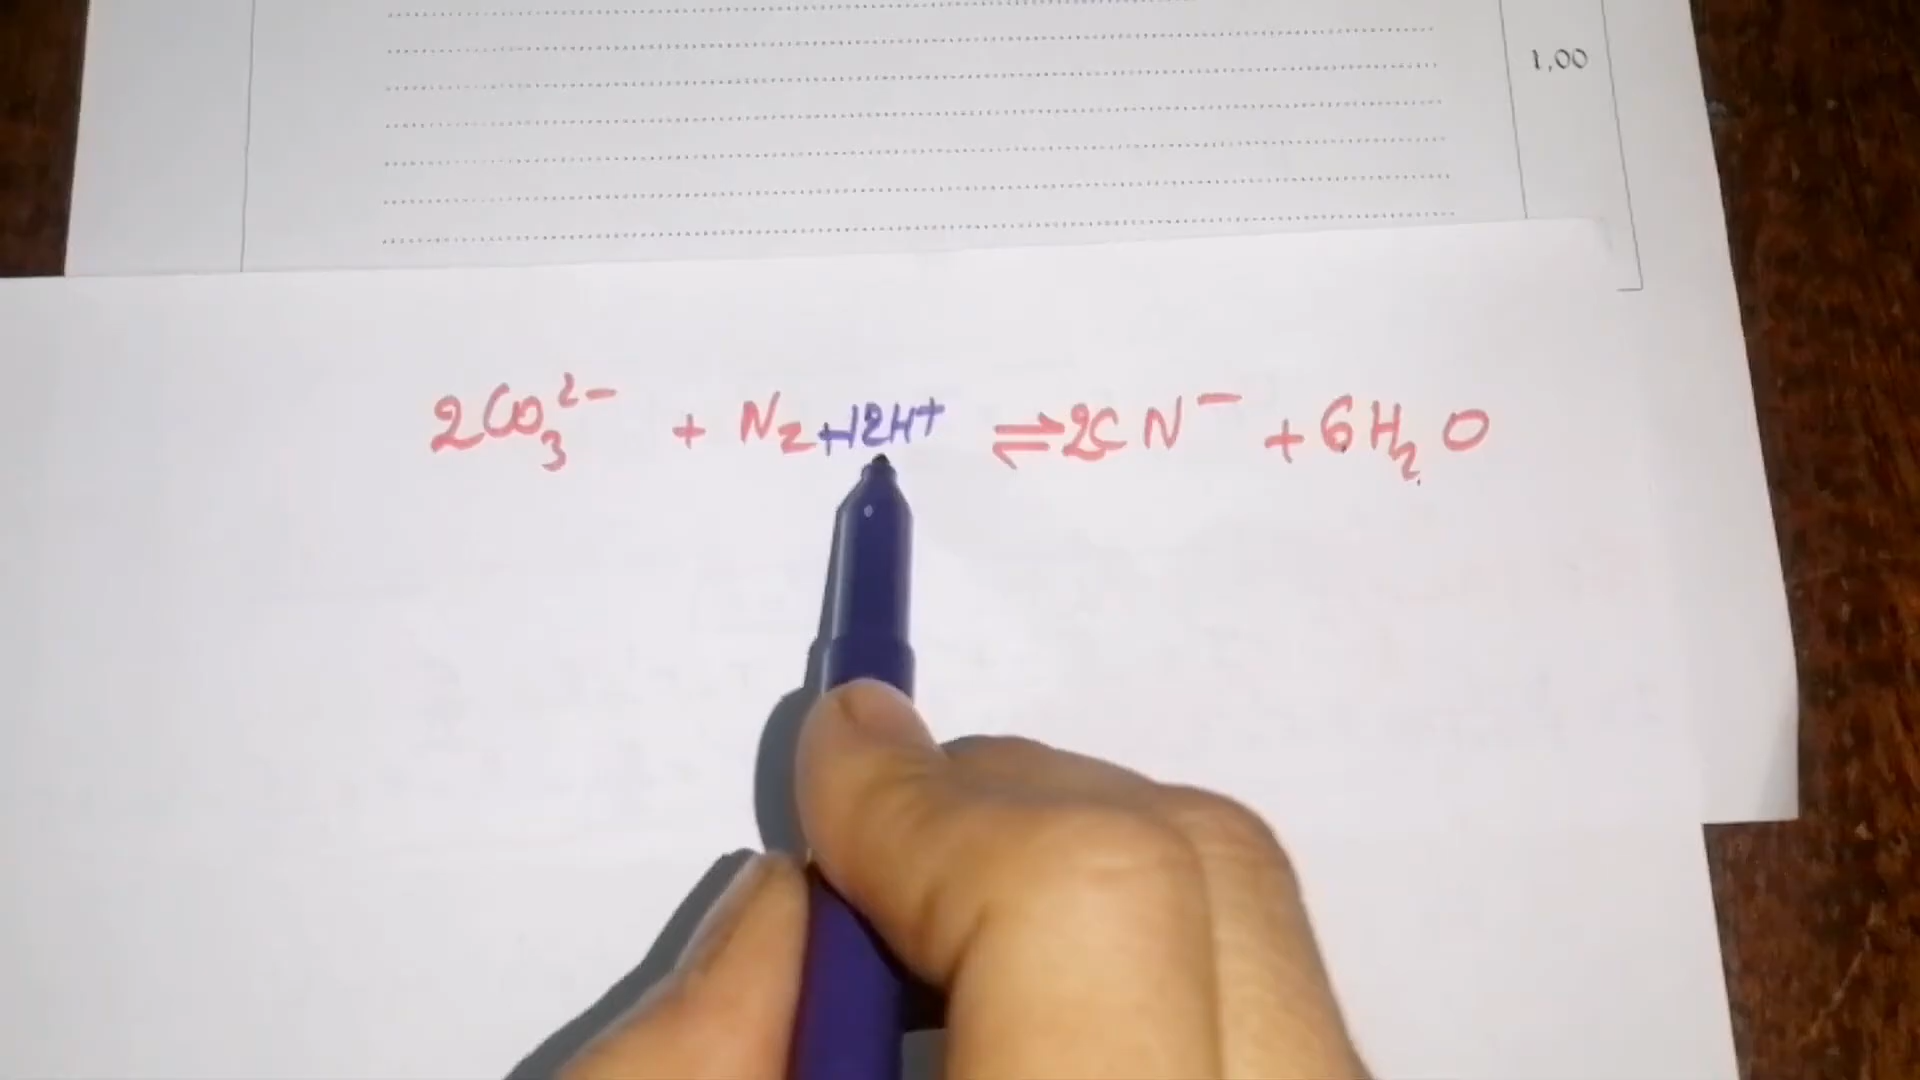 1,00
2CO₃²⁻ + N₂+12H⁺ ⇌ 2CN⁻ + 6H₂O